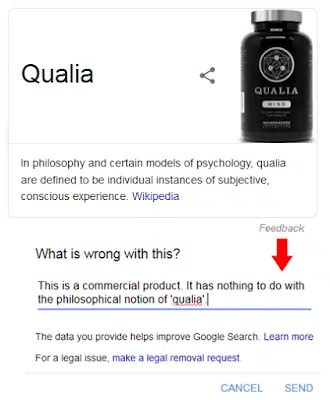 Qualia
QUALIA
MIND
In philosophy and certain models of psychology, qualia
are defined to be individual instances of subjective,
conscious experience. Wikipedia
Feedback
What is wrong with this?
This is a commercial product. It has nothing to do with
the philosophical notion of 'qualia'.
The data you provide helps improve Google Search. Learn more
For a legal issue, make a legal removal request.
CANCEL
SEND